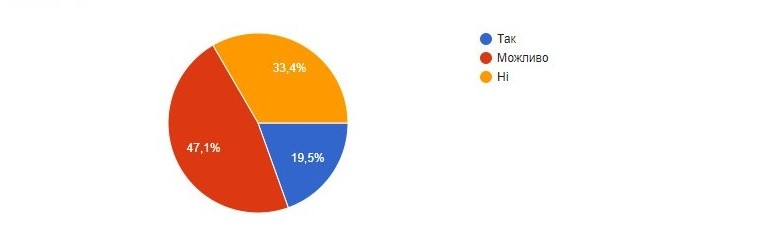 33,4%
47,1%
19,5%
Так
Можливо
Ні